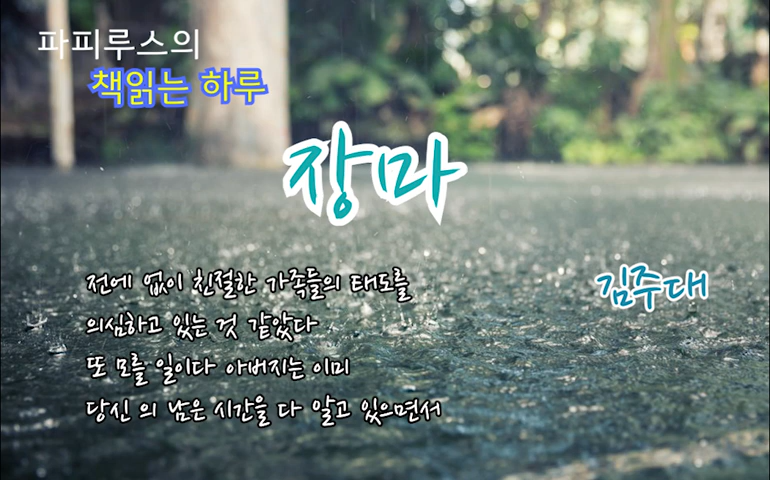 파피루스의
책읽는 하루
장마
김주대
전에 없이 친절한 가족들의 태도를
의심하고 있는 것 같았다
또 모를 일이다 아버지는 이미
당신 의 남은 시간을 다 알고 있으면서